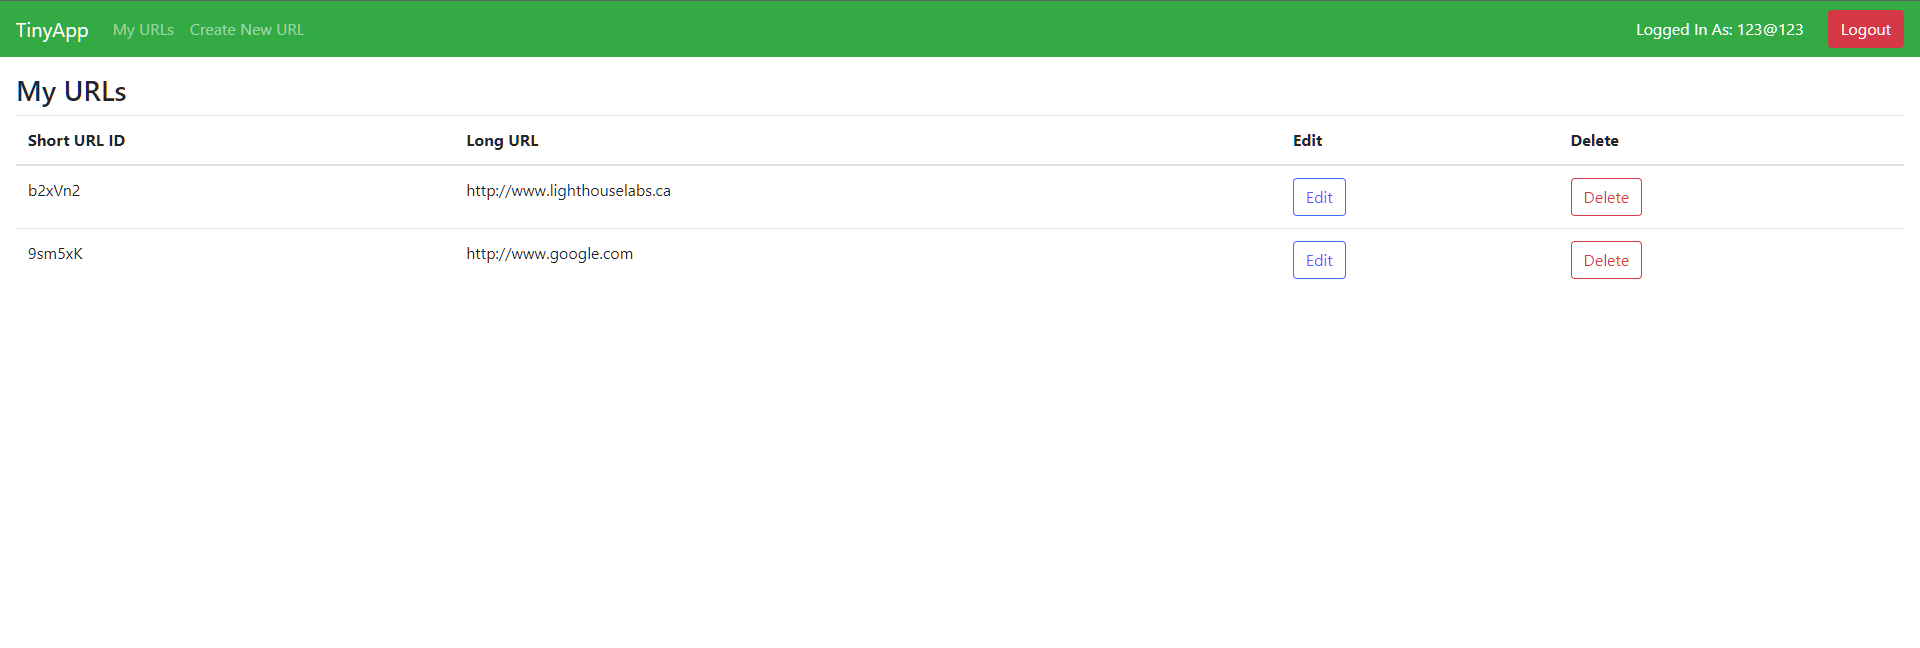 TinyApp My URLs Create New URL Logged In As: 123@123 Logout
My URLs
Short URL ID Long URL Edit Delete
b2xVn2 http://www.lighthouselabs.ca Edit Delete
9sm5xK http://www.google.com Edit Delete